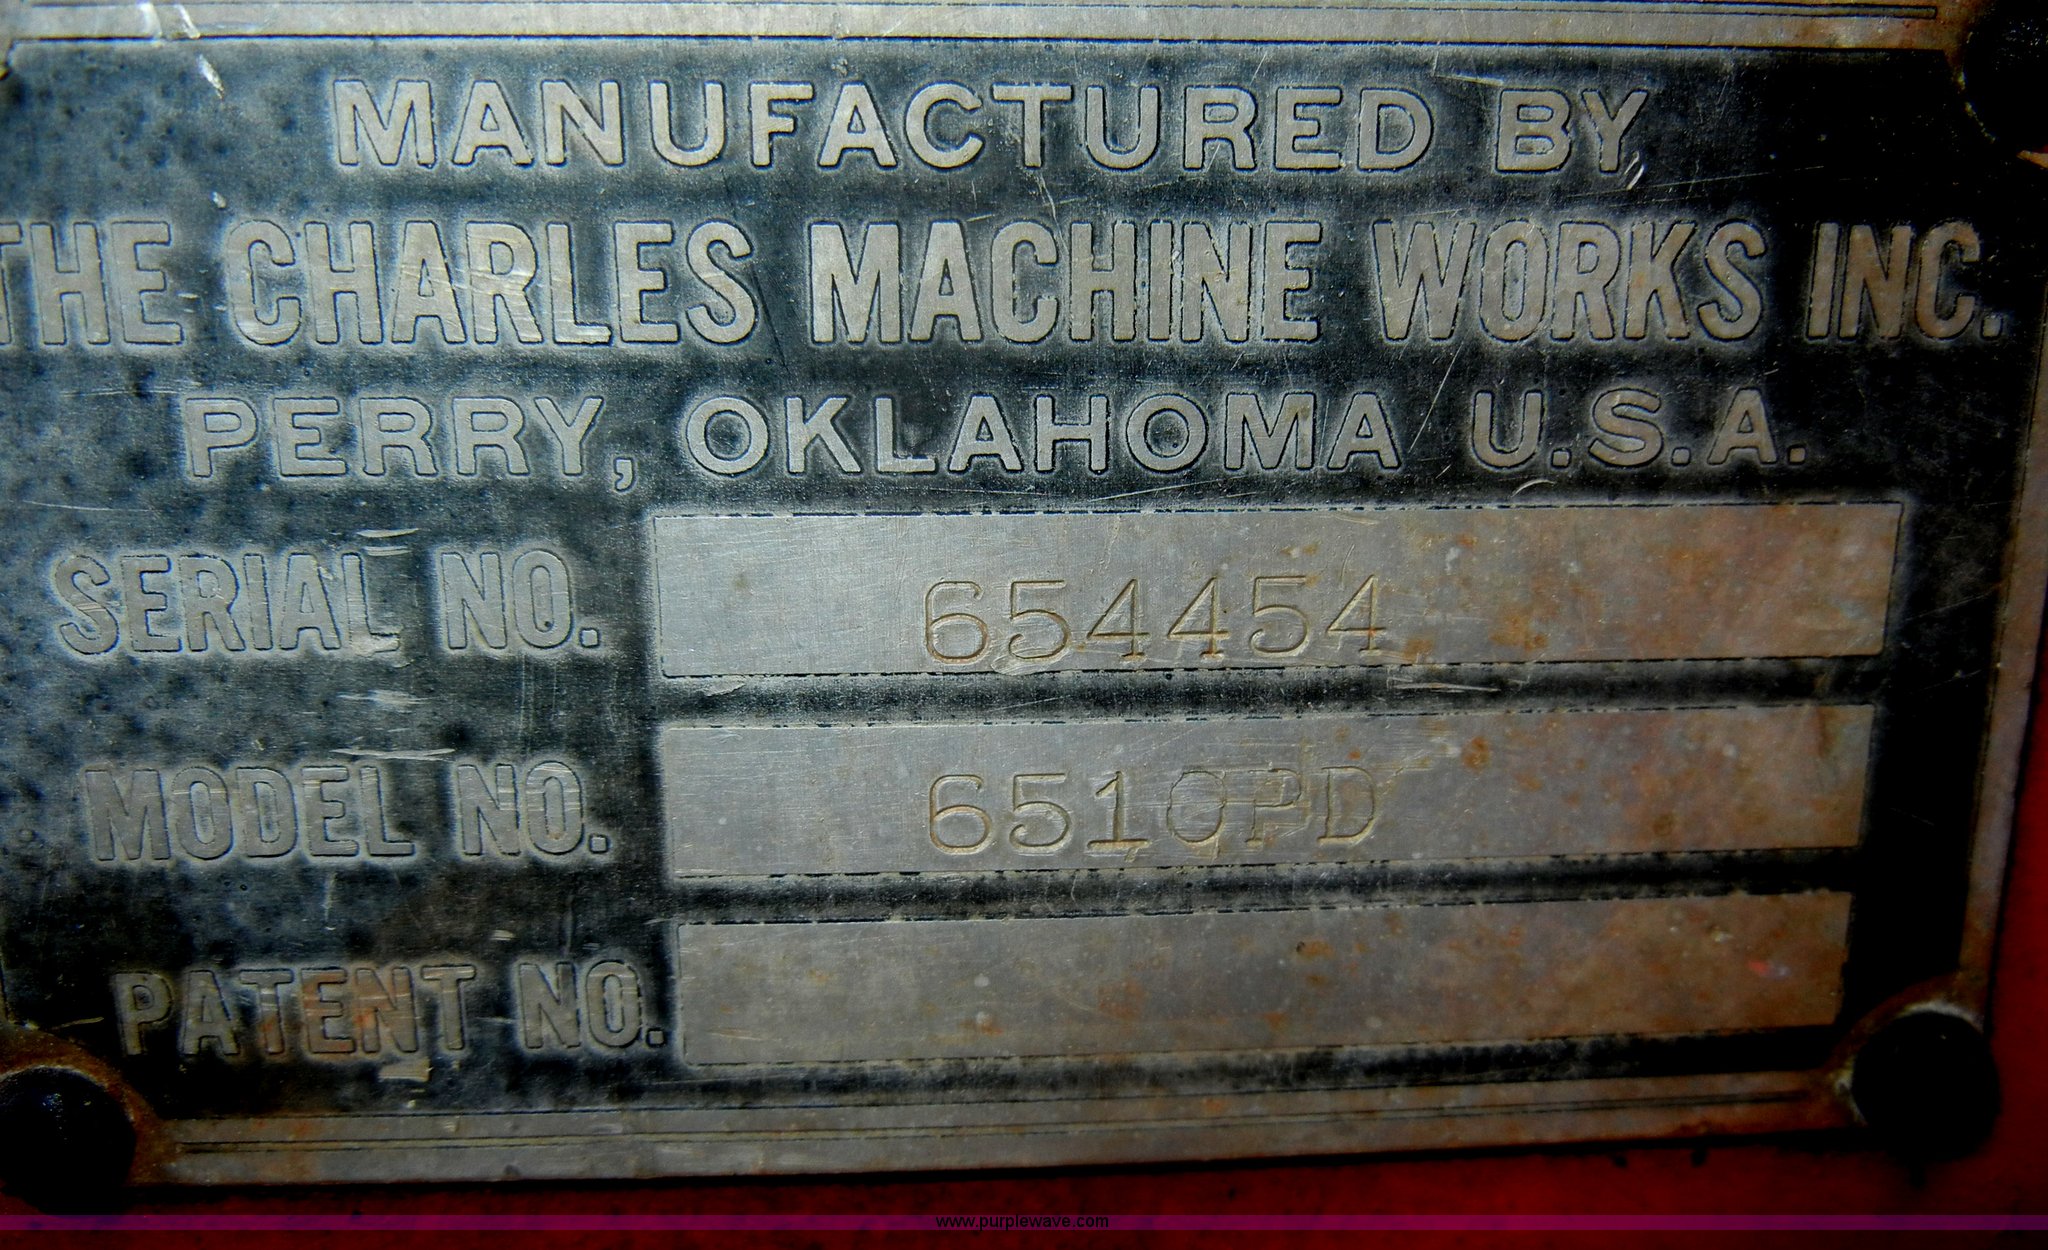 MANUFACTURED BY
THE CHARLES MACHINE WORKS INC.
PERRY, OKLAHOMA U.S.A.
SERIAL NO. 654454
MODEL NO. 6510PD
PATENT NO.
www.purplewave.com